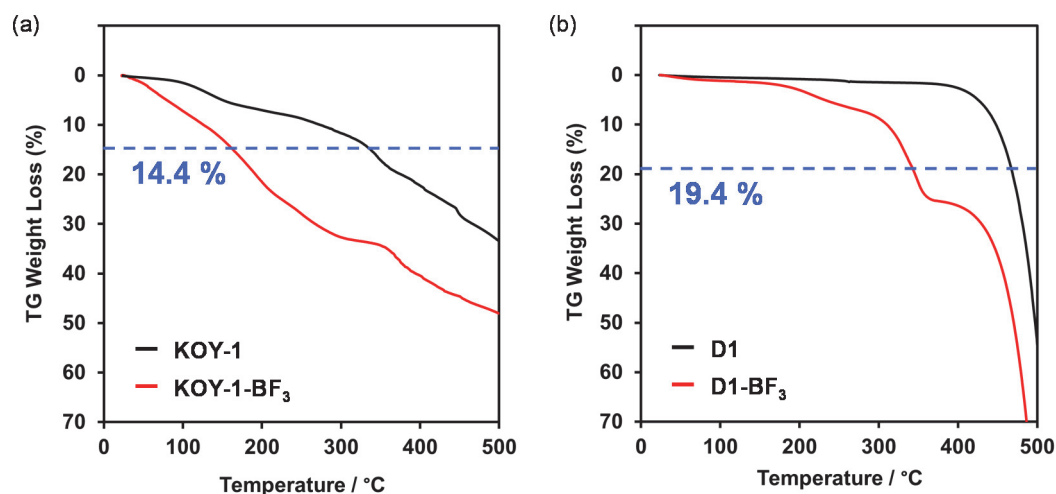 (a)
TG Weight Loss (%)
0
10
20
30
40
50
60
70
14.4 %
KOY-1
KOY-1-BF₃
0 100 200 300 400 500
Temperature / °C
(b)
TG Weight Loss (%)
0
10
20
30
40
50
60
70
19.4 %
D1
D1-BF₃
0 100 200 300 400 500
Temperature / °C